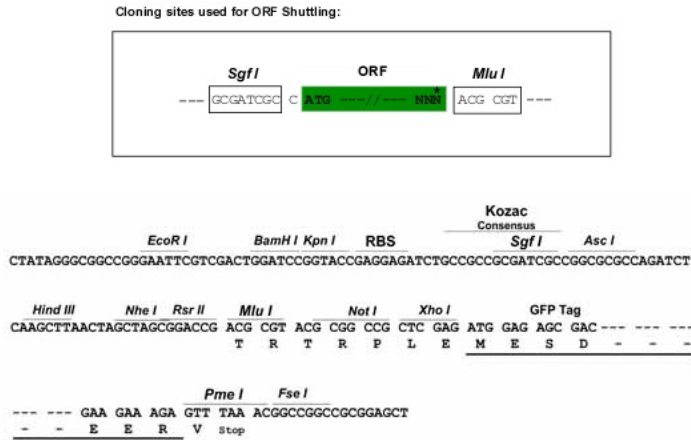 Cloning sites used for ORF Shuttling:
Sgf I ORF Mlu I
--- GCGATCGC C ATG ---//--- NNN* ACG CGT ---
Kozac
Consensus
EcoR I BamH I Kpn I RBS Sgf I Asc I
CTATAGGGCGGCCGGGAATTCGTCGACTGGATCCGGTACCGAGGAGATCTGCCGCCGCGATCGCCGGCGCGCCAGATCT
Hind III Nhe I Rsr II Mlu I Not I Xho I GFP Tag
CAAGCTTAACTAGCTAGCGGACCG ACG CGT ACG CGG CCG CTC GAG ATG GAG AGC GAC --- --- ---
T R T R P L E M E S D - - -
Pme I Fse I
--- --- GAA GAA AGA GTT TAA ACGGCCGGCCGCGGAGCT
- - E E R V Stop